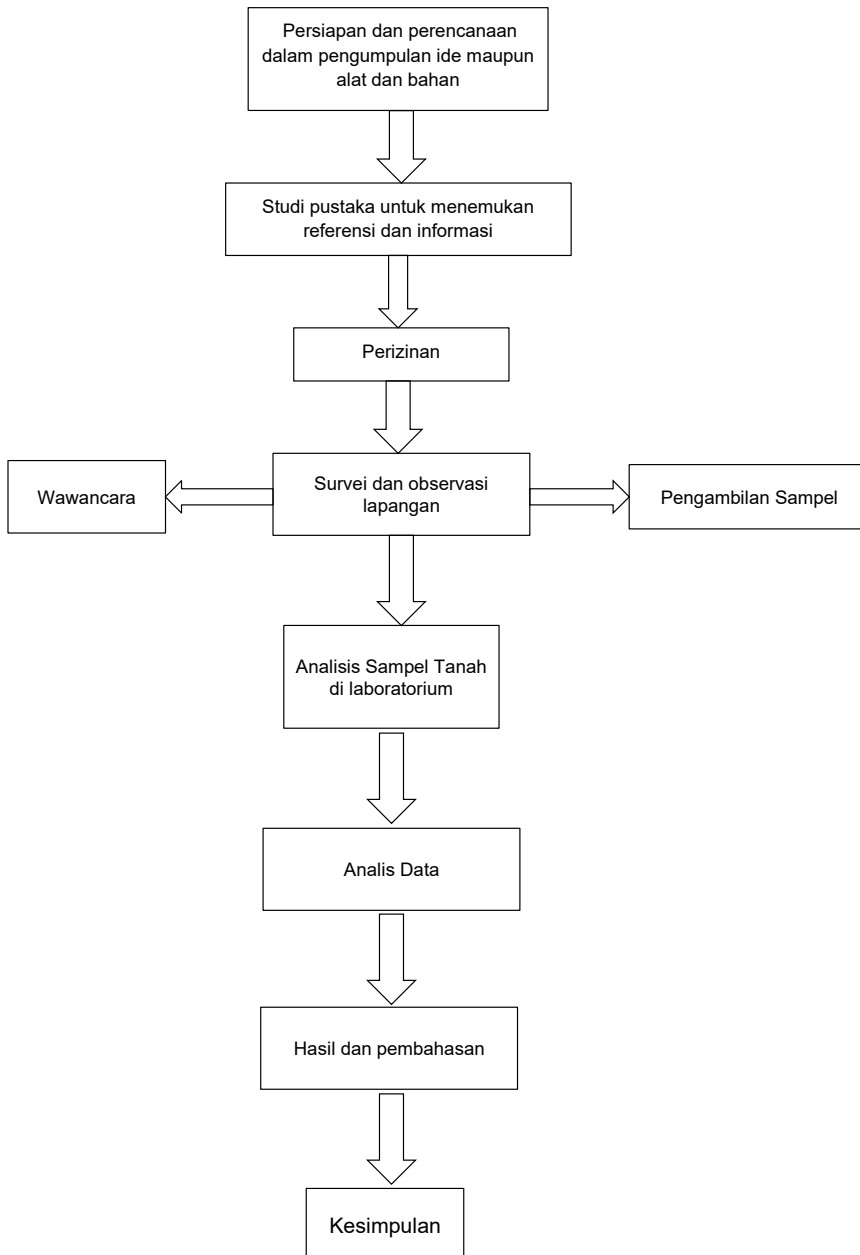 Persiapan dan perencanaan
dalam pengumpulan ide maupun
alat dan bahan
Studi pustaka untuk menemukan
referensi dan informasi
Perizinan
Wawancara
Survei dan observasi
lapangan
Pengambilan Sampel
Analisis Sampel Tanah
di laboratorium
Analis Data
Hasil dan pembahasan
Kesimpulan